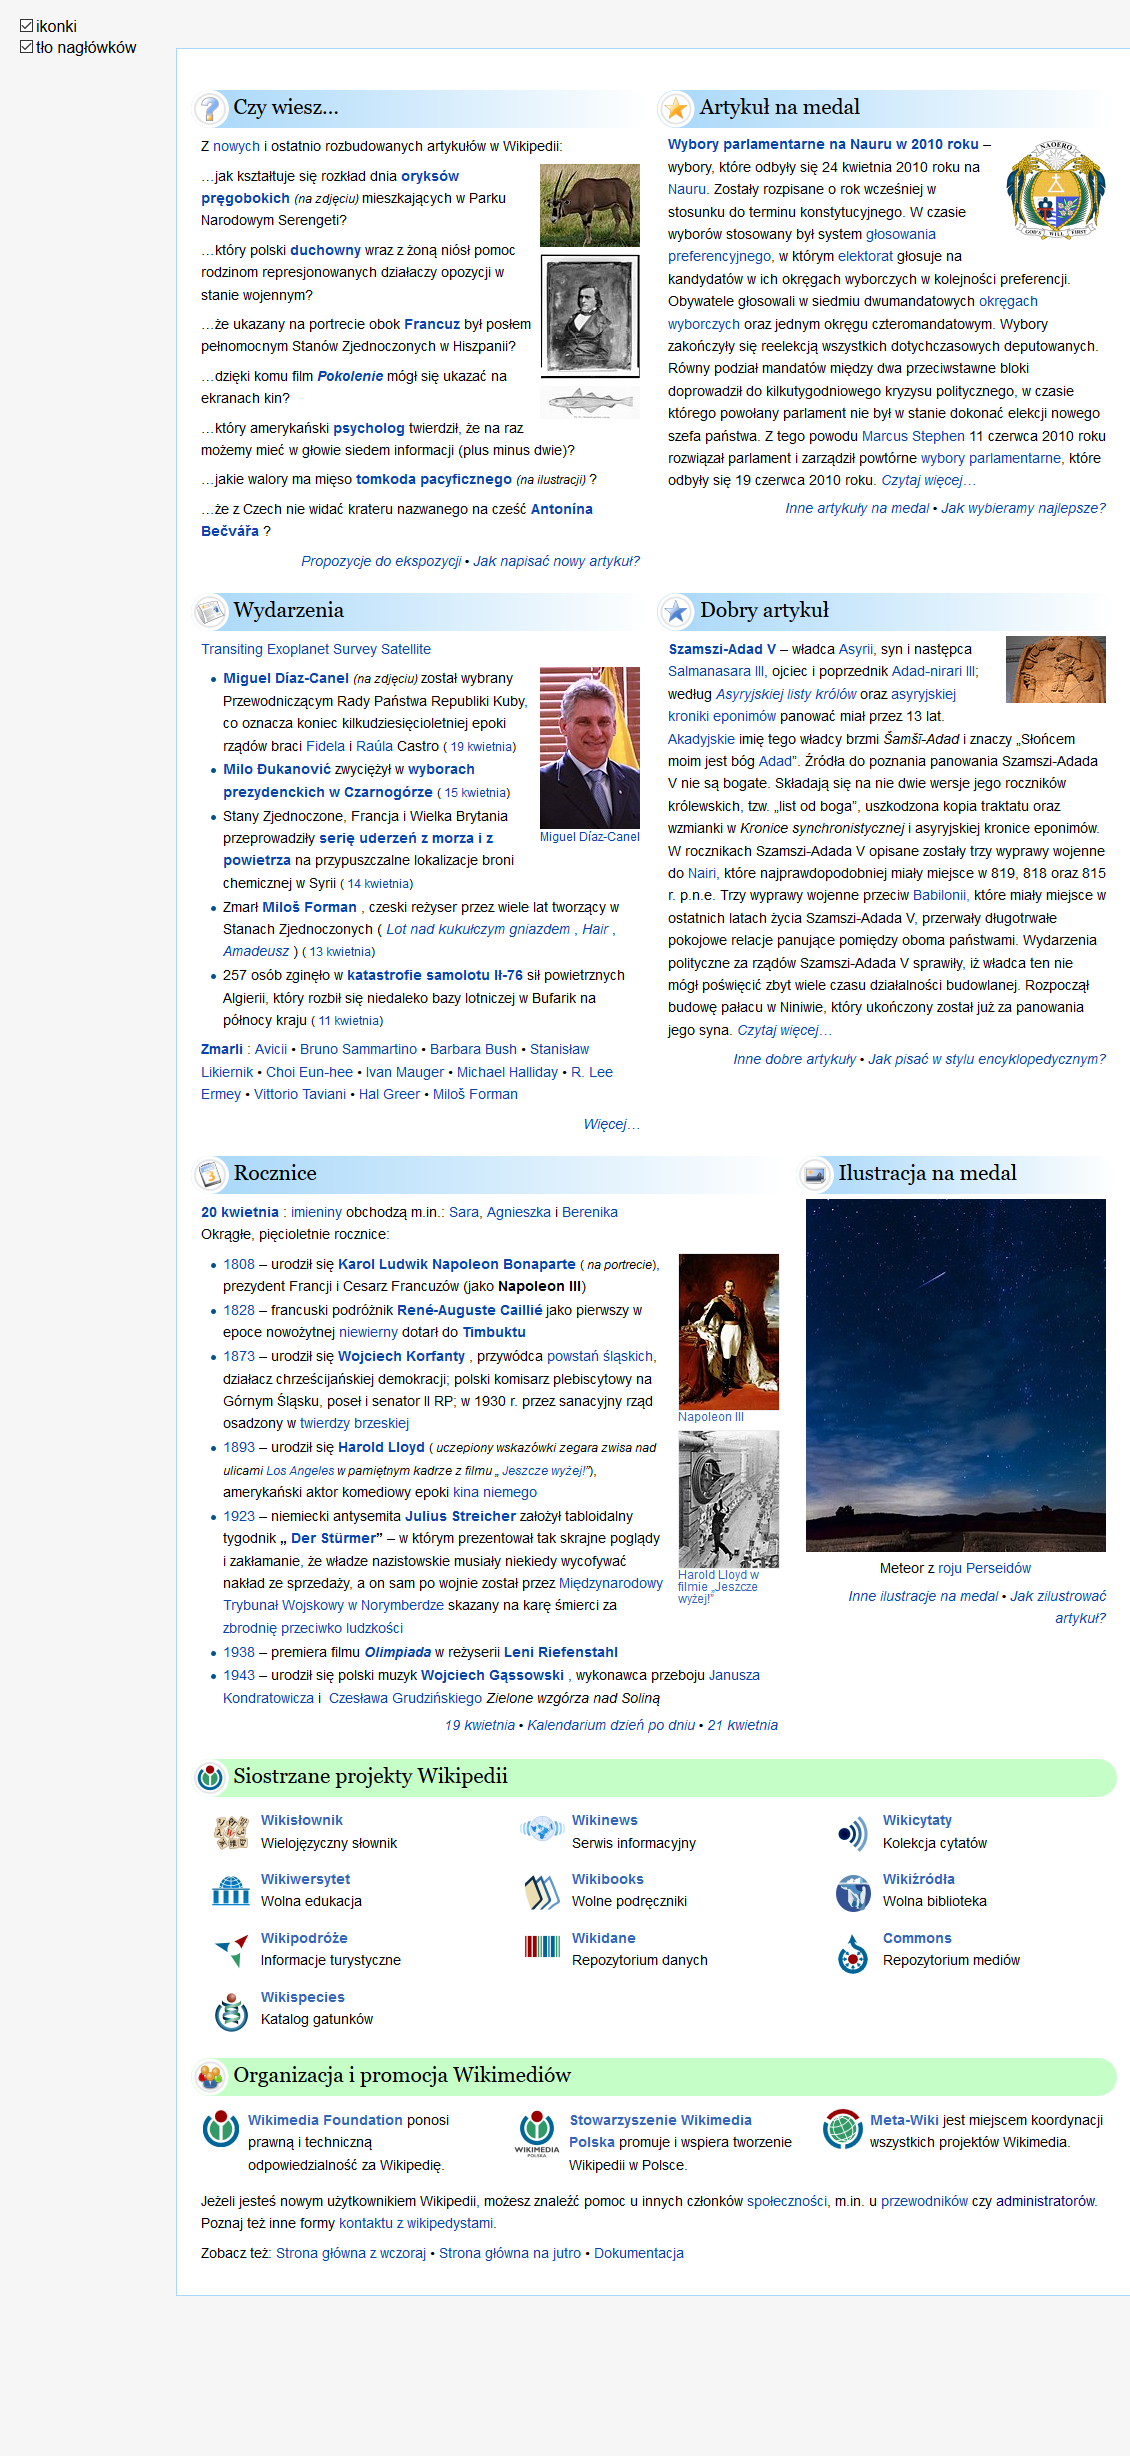 ikonki
tło nagłówków
Czy wiesz...
Z nowych i ostatnio rozbudowanych artykułów w Wikipedii:
…jak kształtuje się rozkład dnia oryksów
pręgobokich (na zdjęciu) mieszkających w Parku
Narodowym Serengeti?
…który polski duchowny wraz z żoną niósł pomoc
rodzinom represjonowanych działaczy opozycji w
stanie wojennym?
…że ukazany na portrecie obok Francuz był posłem
pełnomocnym Stanów Zjednoczonych w Hiszpanii?
…dzięki komu film Pokolenie mógł się ukazać na
ekranach kin?
…który amerykański psycholog twierdził, że na raz
możemy mieć w głowie siedem informacji (plus minus dwie)?
…jakie walory ma mięso tomkoda pacyficznego (na ilustracji) ?
…że z Czech nie widać krateru nazwanego na cześć Antonína
Bečvářa ?
Propozycje do ekspozycji • Jak napisać nowy artykuł?
Artykuł na medal
Wybory parlamentarne na Nauru w 2010 roku –
wybory, które odbyły się 24 kwietnia 2010 roku na
Nauru. Zostały rozpisane o rok wcześniej w
stosunku do terminu konstytucyjnego. W czasie
wyborów stosowany był system głosowania
preferencyjnego, w którym elektorat głosuje na
kandydatów w ich okręgach wyborczych w kolejności preferencji.
Obywatele głosowali w siedmiu dwumandatowych okręgach
wyborczych oraz jednym okręgu czteromandatowym. Wybory
zakończyły się reelekcją wszystkich dotychczasowych deputowanych.
Równy podział mandatów między dwa przeciwstawne bloki
doprowadził do kilkutygodniowego kryzysu politycznego, w czasie
którego powołany parlament nie był w stanie dokonać elekcji nowego
szefa państwa. Z tego powodu Marcus Stephen 11 czerwca 2010 roku
rozwiązał parlament i zarządził powtórne wybory parlamentarne, które
odbyły się 19 czerwca 2010 roku. Czytaj więcej…
NAOERO
GOD'S WILL FIRST
Inne artykuły na medal • Jak wybieramy najlepsze?
Wydarzenia
Transiting Exoplanet Survey Satellite
• Miguel Díaz-Canel (na zdjęciu) został wybrany
Przewodniczącym Rady Państwa Republiki Kuby,
co oznacza koniec kilkudziesięcioletniej epoki
rządów braci Fidela i Raúla Castro ( 19 kwietnia)
• Milo Đukanović zwyciężył w wyborach
prezydenckich w Czarnogórze ( 15 kwietnia)
• Stany Zjednoczone, Francja i Wielka Brytania
przeprowadziły serię uderzeń z morza i z
powietrza na przypuszczalne lokalizacje broni
chemicznej w Syrii ( 14 kwietnia)
• Zmarł Miloš Forman , czeski reżyser przez wiele lat tworzący w
Stanach Zjednoczonych ( Lot nad kukułczym gniazdem , Hair ,
Amadeusz ) ( 13 kwietnia)
• 257 osób zginęło w katastrofie samolotu Ił-76 sił powietrznych
Algierii, który rozbił się niedaleko bazy lotniczej w Bufarik na
północy kraju ( 11 kwietnia)
Miguel Díaz-Canel
Zmarli : Avicii • Bruno Sammartino • Barbara Bush • Stanisław
Likiernik • Choi Eun-hee • Ivan Mauger • Michael Halliday • R. Lee
Ermey • Vittorio Taviani • Hal Greer • Miloš Forman
Więcej…
Dobry artykuł
Szamszi-Adad V – władca Asyrii, syn i następca
Salmanasara III, ojciec i poprzednik Adad-nirari III;
według Asyryjskiej listy królów oraz asyryjskiej
kroniki eponimów panować miał przez 13 lat.
Akadyjskie imię tego władcy brzmi Šamšī-Adad i znaczy „Słońcem
moim jest bóg Adad”. Źródła do poznania panowania Szamszi-Adada
V nie są bogate. Składają się na nie dwie wersje jego roczników
królewskich, tzw. „list od boga”, uszkodzona kopia traktatu oraz
wzmianki w Kronice synchronistycznej i asyryjskiej kronice eponimów.
W rocznikach Szamszi-Adada V opisane zostały trzy wyprawy wojenne
do Nairi, które najprawdopodobniej miały miejsce w 819, 818 oraz 815
r. p.n.e. Trzy wyprawy wojenne przeciw Babilonii, które miały miejsce w
ostatnich latach życia Szamszi-Adada V, przerwały długotrwałe
pokojowe relacje panujące pomiędzy oboma państwami. Wydarzenia
polityczne za rządów Szamszi-Adada V sprawiły, iż władca ten nie
mógł poświęcić zbyt wiele czasu działalności budowlanej. Rozpoczął
budowę pałacu w Niniwie, który ukończony został już za panowania
jego syna. Czytaj więcej…
Inne dobre artykuły • Jak pisać w stylu encyklopedycznym?
Rocznice
20 kwietnia : imieniny obchodzą m.in.: Sara, Agnieszka i Berenika
Okrągłe, pięcioletnie rocznice:
• 1808 – urodził się Karol Ludwik Napoleon Bonaparte ( na portrecie),
prezydent Francji i Cesarz Francuzów (jako Napoleon III)
• 1828 – francuski podróżnik René-Auguste Caillié jako pierwszy w
epoce nowożytnej niewierny dotarł do Timbuktu
• 1873 – urodził się Wojciech Korfanty , przywódca powstań śląskich,
działacz chrześcijańskiej demokracji; polski komisarz plebiscytowy na
Górnym Śląsku, poseł i senator II RP; w 1930 r. przez sanacyjny rząd
osadzony w twierdzy brzeskiej
• 1893 – urodził się Harold Lloyd ( uczepiony wskazówki zegara zwisa nad
ulicami Los Angeles w pamiętnym kadrze z filmu „ Jeszcze wyżej!”),
amerykański aktor komediowy epoki kina niemego
• 1923 – niemiecki antysemita Julius Streicher założył tabloidalny
tygodnik „ Der Stürmer” – w którym prezentował tak skrajne poglądy
i zakłamanie, że władze nazistowskie musiały niekiedy wycofywać
nakład ze sprzedaży, a on sam po wojnie został przez Międzynarodowy
Trybunał Wojskowy w Norymberdze skazany na karę śmierci za
zbrodnię przeciwko ludzkości
• 1938 – premiera filmu Olimpiada w reżyserii Leni Riefenstahl
• 1943 – urodził się polski muzyk Wojciech Gąssowski , wykonawca przeboju Janusza
Kondratowicza i Czesława Grudzińskiego Zielone wzgórza nad Soliną
Napoleon III
Harold Lloyd w
filmie „Jeszcze
wyżej!”
19 kwietnia • Kalendarium dzień po dniu • 21 kwietnia
Ilustracja na medal
Meteor z roju Perseidów
Inne ilustracje na medal • Jak zilustrować
artykuł?
Siostrzane projekty Wikipedii
Wikisłownik
Wielojęzyczny słownik
Wikinews
Serwis informacyjny
Wikicytaty
Kolekcja cytatów
Wikiwersytet
Wolna edukacja
Wikibooks
Wolne podręczniki
Wikiźródła
Wolna biblioteka
Wikipodróże
Informacje turystyczne
Wikidane
Repozytorium danych
Commons
Repozytorium mediów
Wikispecies
Katalog gatunków
Organizacja i promocja Wikimediów
Wikimedia Foundation ponosi
prawną i techniczną
odpowiedzialność za Wikipedię.
WIKIMEDIA
POLSKA
Stowarzyszenie Wikimedia
Polska promuje i wspiera tworzenie
Wikipedii w Polsce.
Meta-Wiki jest miejscem koordynacji
wszystkich projektów Wikimedia.
Jeżeli jesteś nowym użytkownikiem Wikipedii, możesz znaleźć pomoc u innych członków społeczności, m.in. u przewodników czy administratorów.
Poznaj też inne formy kontaktu z wikipedystami.
Zobacz też: Strona główna z wczoraj • Strona główna na jutro • Dokumentacja